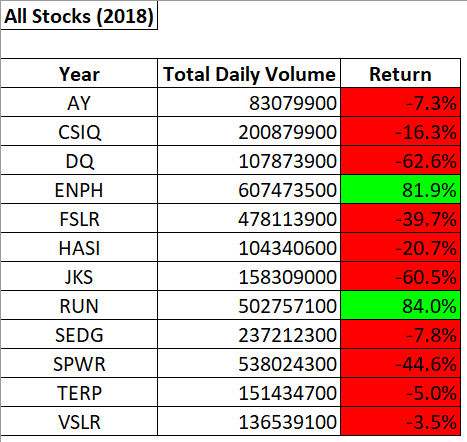 All Stocks (2018)
Year Total Daily Volume Return
AY 83079900 -7.3%
CSIQ 200879900 -16.3%
DQ 107873900 -62.6%
ENPH 607473500 81.9%
FSLR 478113900 -39.7%
HASI 104340600 -20.7%
JKS 158309000 -60.5%
RUN 502757100 84.0%
SEDG 237212300 -7.8%
SPWR 538024300 -44.6%
TERP 151434700 -5.0%
VSLR 136539100 -3.5%